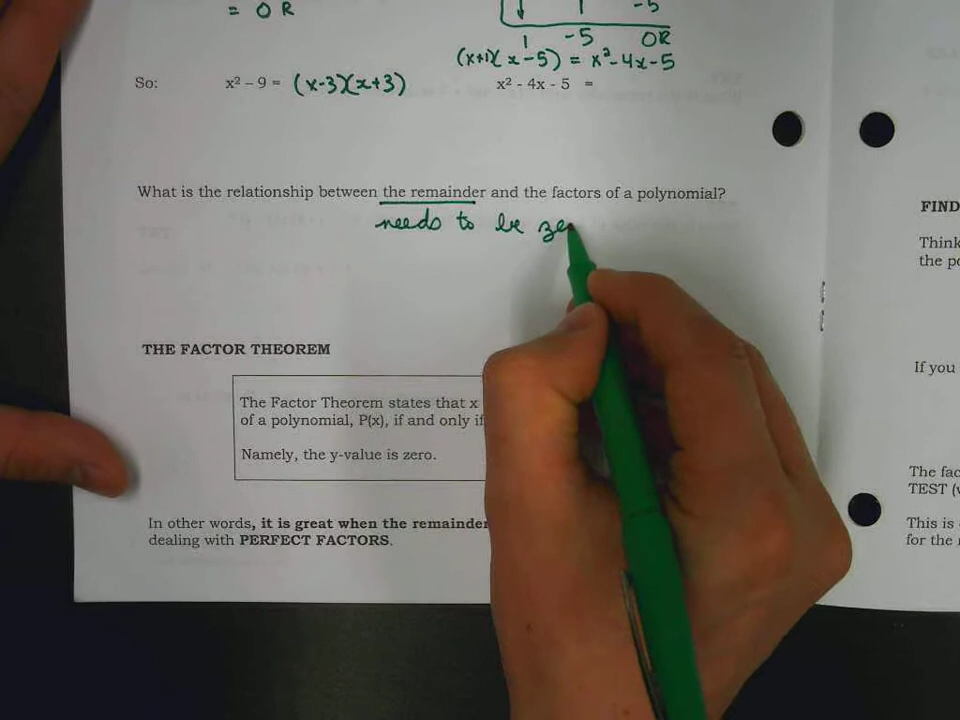 = 0 R
-5
1 -5 0R
(x+1)(x-5) = x²-4x-5
So: x² – 9 = (x-3)(x+3) x² - 4x - 5 =
What is the relationship between the remainder and the factors of a polynomial?
needs to be ze
THE FACTOR THEOREM
The Factor Theorem states that x
of a polynomial, P(x), if and only if
Namely, the y-value is zero.
In other words, it is great when the remainder
dealing with PERFECT FACTORS.
FIND
Think
the po
If you
The fac
TEST (v
This is
for the